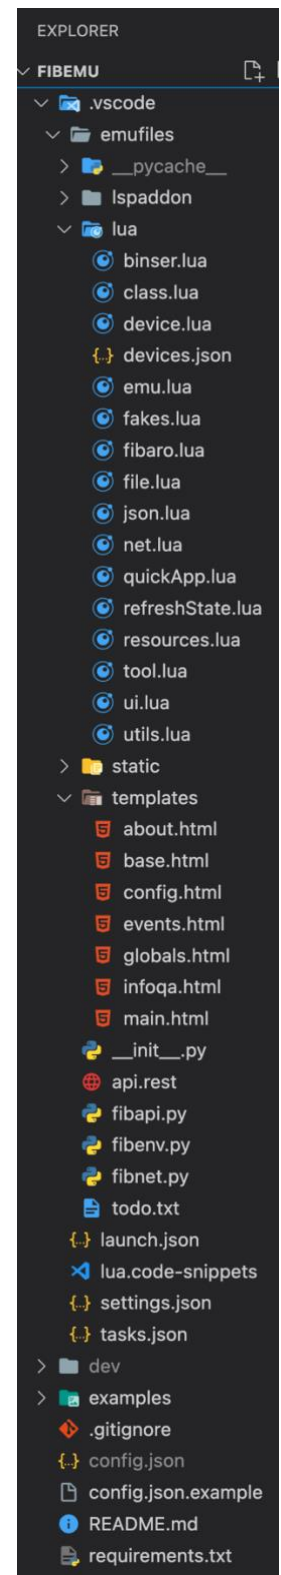 EXPLORER
FIBEMU
.vscode
emufiles
__pycache__
lspaddon
lua
binser.lua
class.lua
device.lua
devices.json
emu.lua
fakes.lua
fibaro.lua
file.lua
json.lua
net.lua
quickApp.lua
refreshState.lua
resources.lua
tool.lua
ui.lua
utils.lua
static
templates
about.html
base.html
config.html
events.html
globals.html
infoqa.html
main.html
__init__.py
api.rest
fibapi.py
fibenv.py
fibnet.py
todo.txt
launch.json
lua.code-snippets
settings.json
tasks.json
dev
examples
.gitignore
config.json
config.json.example
README.md
requirements.txt